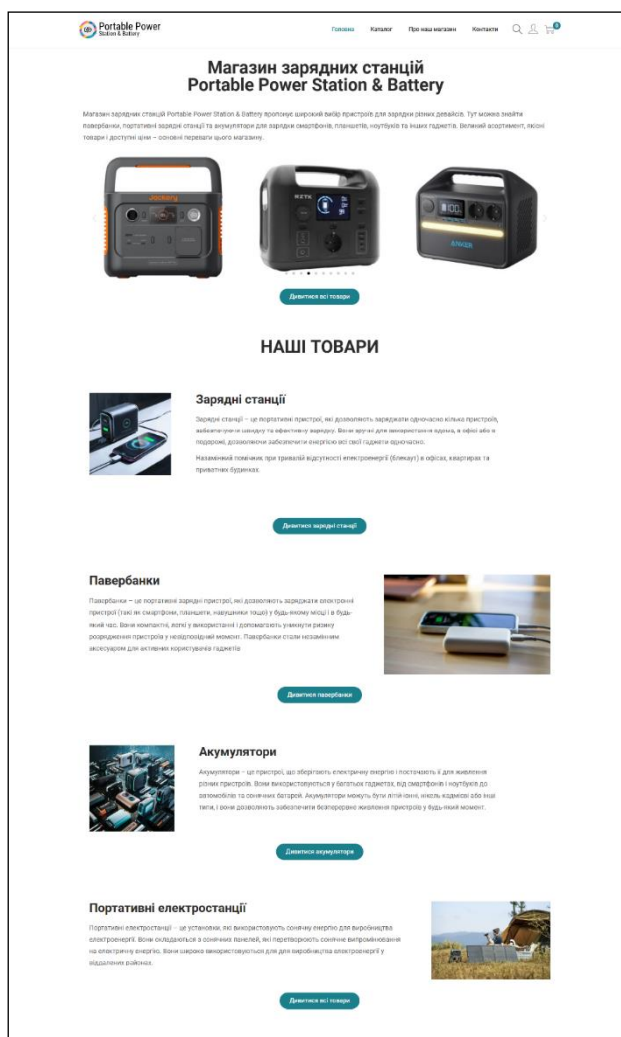 Portable Power
Station & Battery
Головна Каталог Про наш магазин Контакти 0
Магазин зарядних станцій
Portable Power Station & Battery
Магазин зарядних станцій Portable Power Station & Battery пропонує широкий вибір пристроїв для зарядки різних девайсів. Тут можна знайти
павербанки, портативні зарядні станції та акумулятори для зарядки смартфонів, планшетів, ноутбуків та інших гаджетів. Великий асортимент, якісні
товари і доступні ціни – основні переваги цього магазину.
Jackery
ANKER
Дивитися всі товари
НАШІ ТОВАРИ
Зарядні станції
Зарядні станції – це портативні пристрої, які дозволяють заряджати одночасно кілька пристроїв,
забезпечуючи швидку та ефективну зарядку. Вони зручні для використання вдома, в офісі або в
подорожі, дозволяючи забезпечити енергією всі свої гаджети одночасно.
Незамінний помічник при тривалій відсутності електроенергії (блекаут) в офісах, квартирах та
приватних будинках.
Дивитися зарядні станції
Павербанки
Павербанки – це портативні зарядні пристрої, які дозволяють заряджати електронні
пристрої (такі як смартфони, планшети, навушники тощо) у будь-якому місці і в будь-
який час. Вони компактні, легкі у використанні і допомагають уникнути ризику
розрядження пристроїв у невідповідний момент. Павербанки стали незамінним
аксесуаром для активних користувачів гаджетів
Дивитися павербанки
Акумулятори
Акумулятори – це пристрої, що зберігають електричну енергію і постачають її для живлення
різних пристроїв. Вони використовуються у багатьох гаджетах, від смартфонів і ноутбуків до
автомобілів та сонячних батарей. Акумулятори можуть бути літій-іонні, нікель-кадмієві або інші
типи, і вони дозволяють забезпечити безперервне живлення пристроїв у будь-який момент.
Дивитися акумулятори
Портативні електростанції
Портативні електростанції – це установки, які використовують сонячну енергію для виробництва
електроенергії. Вони складаються з сонячних панелей, які перетворюють сонячне випромінювання
на електричну енергію. Вони широко використовуються для для виробництва електроенергії у
віддалених районах.
Дивитися всі товари